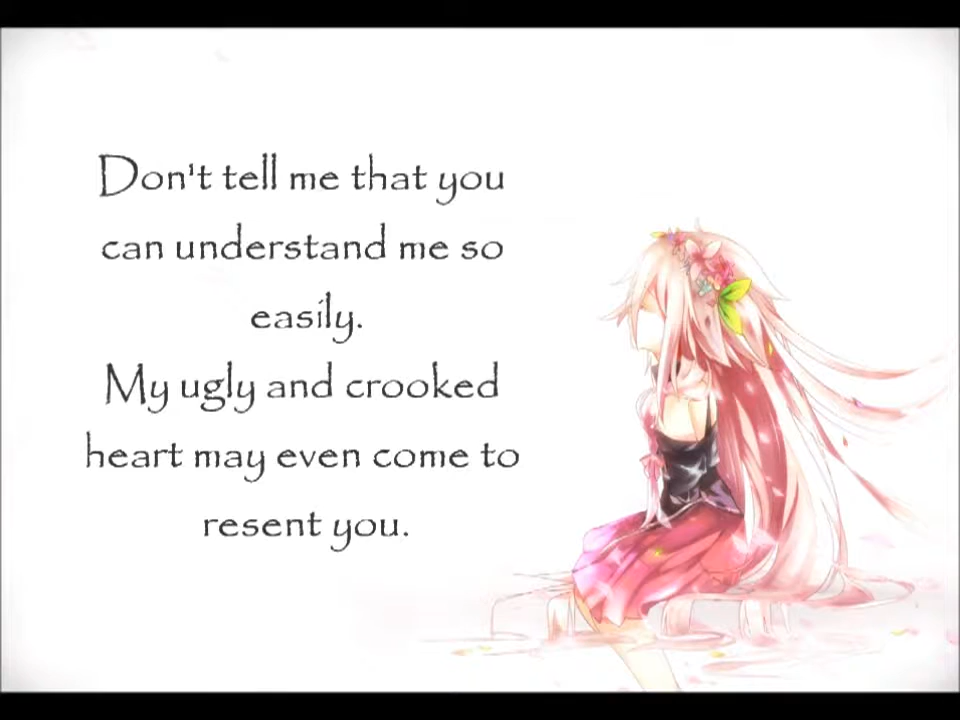 Don't tell me that you
can understand me so
easily.
My ugly and crooked
heart may even come to
resent you.